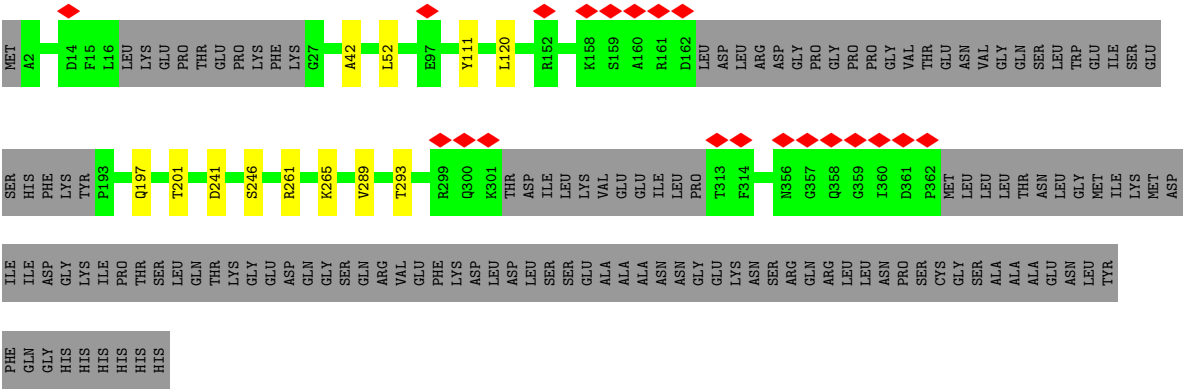 MET A2 D14 F15 L16 LEU LYS GLU PRO THR GLU PRO LYS PHE LYS G27 A42 L52 E97 Y111 L120 R152 K158 S159 A160 R161 D162 LEU ASP LEU ARG ASP GLY PRO GLY PRO PRO GLY VAL THR GLU ASN VAL GLY GLN SER LEU TRP GLU ILE SER GLU
SER HIS PHE LYS TYR P193 Q197 T201 D241 S246 R261 K265 V289 T293 R299 Q300 K301 THR ASP ILE LEU LYS VAL GLU GLU ILE LEU PRO T313 F314 N356 G357 Q358 G359 I360 D361 P362 MET LEU LEU LEU THR ASN LEU GLY MET ILE LYS MET ASP
ILE ILE ASP GLY LYS ILE PRO THR SER LEU GLN THR LYS GLY GLU ASP GLN GLY SER GLN ARG VAL GLU PHE LYS ASP LEU ASP LEU SER SER GLU ALA ALA ALA ASN ASN GLY GLU LYS ASN SER ARG GLN ARG LEU LEU ASN PRO SER CYS GLY SER ALA ALA ALA GLU ASN LEU TYR
PHE GLN GLY HIS HIS HIS HIS HIS HIS